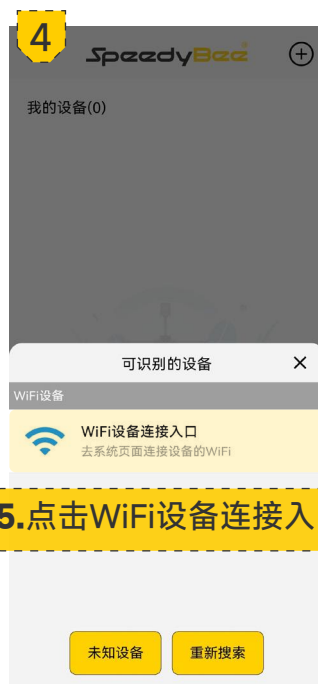 4
SpeedyBee
我的设备(0)
可识别的设备
WiFi设备
WiFi设备连接入口
去系统页面连接设备的WiFi
5.点击WiFi设备连接入
未知设备
重新搜索